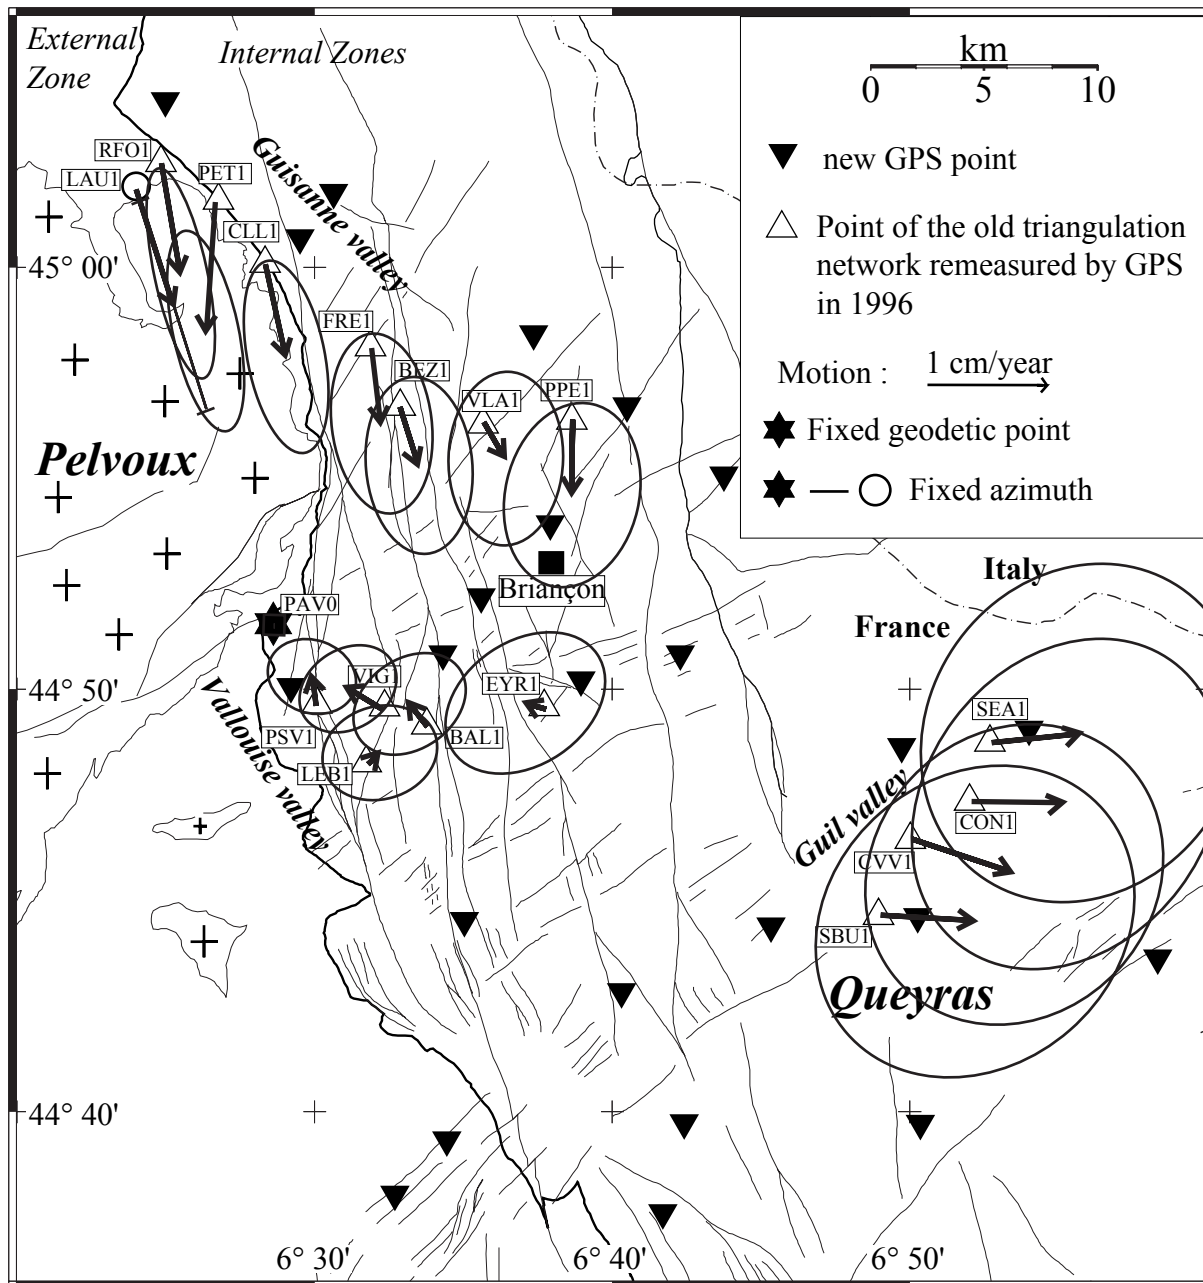 External
Zone
Internal Zones
km
0 5 10
new GPS point
Point of the old triangulation
network remeasured by GPS
in 1996
Motion : 1 cm/year
Fixed geodetic point
Fixed azimuth
RFO1
LAU1
PET1
CLL1
Guisanne valley
45° 00'
FRE1
BEZ1
VLA1
PPE1
Pelvoux
Briançon
Italy
France
PAV0
44° 50'
VIG1
EYR1
PSV1
BAL1
LEB1
Vallouise valley
SEA1
CON1
Guil valley
CVV1
SBU1
Queyras
44° 40'
6° 30' 6° 40' 6° 50'